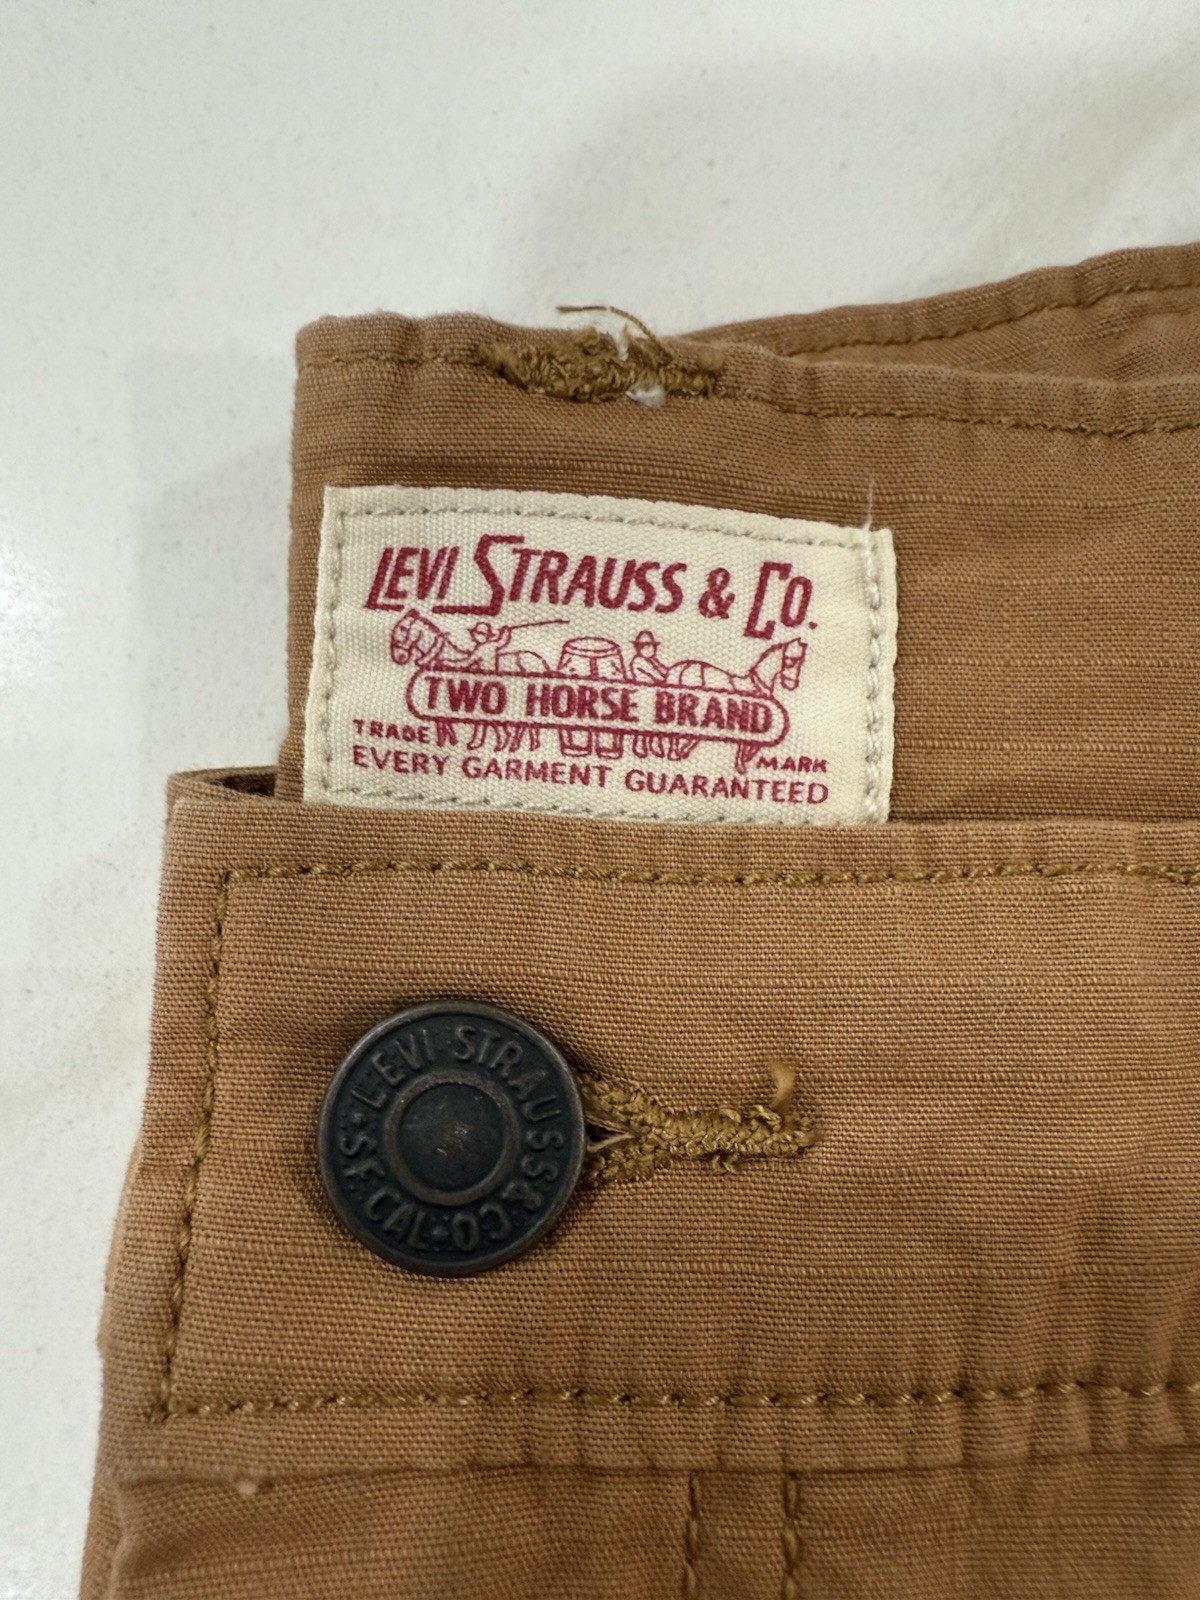 LEVI STRAUSS & CO.
TWO HORSE BRAND
TRADE MARK
EVERY GARMENT GUARANTEED
LEVI STRAUSS & CO ★ S.F. CAL ★